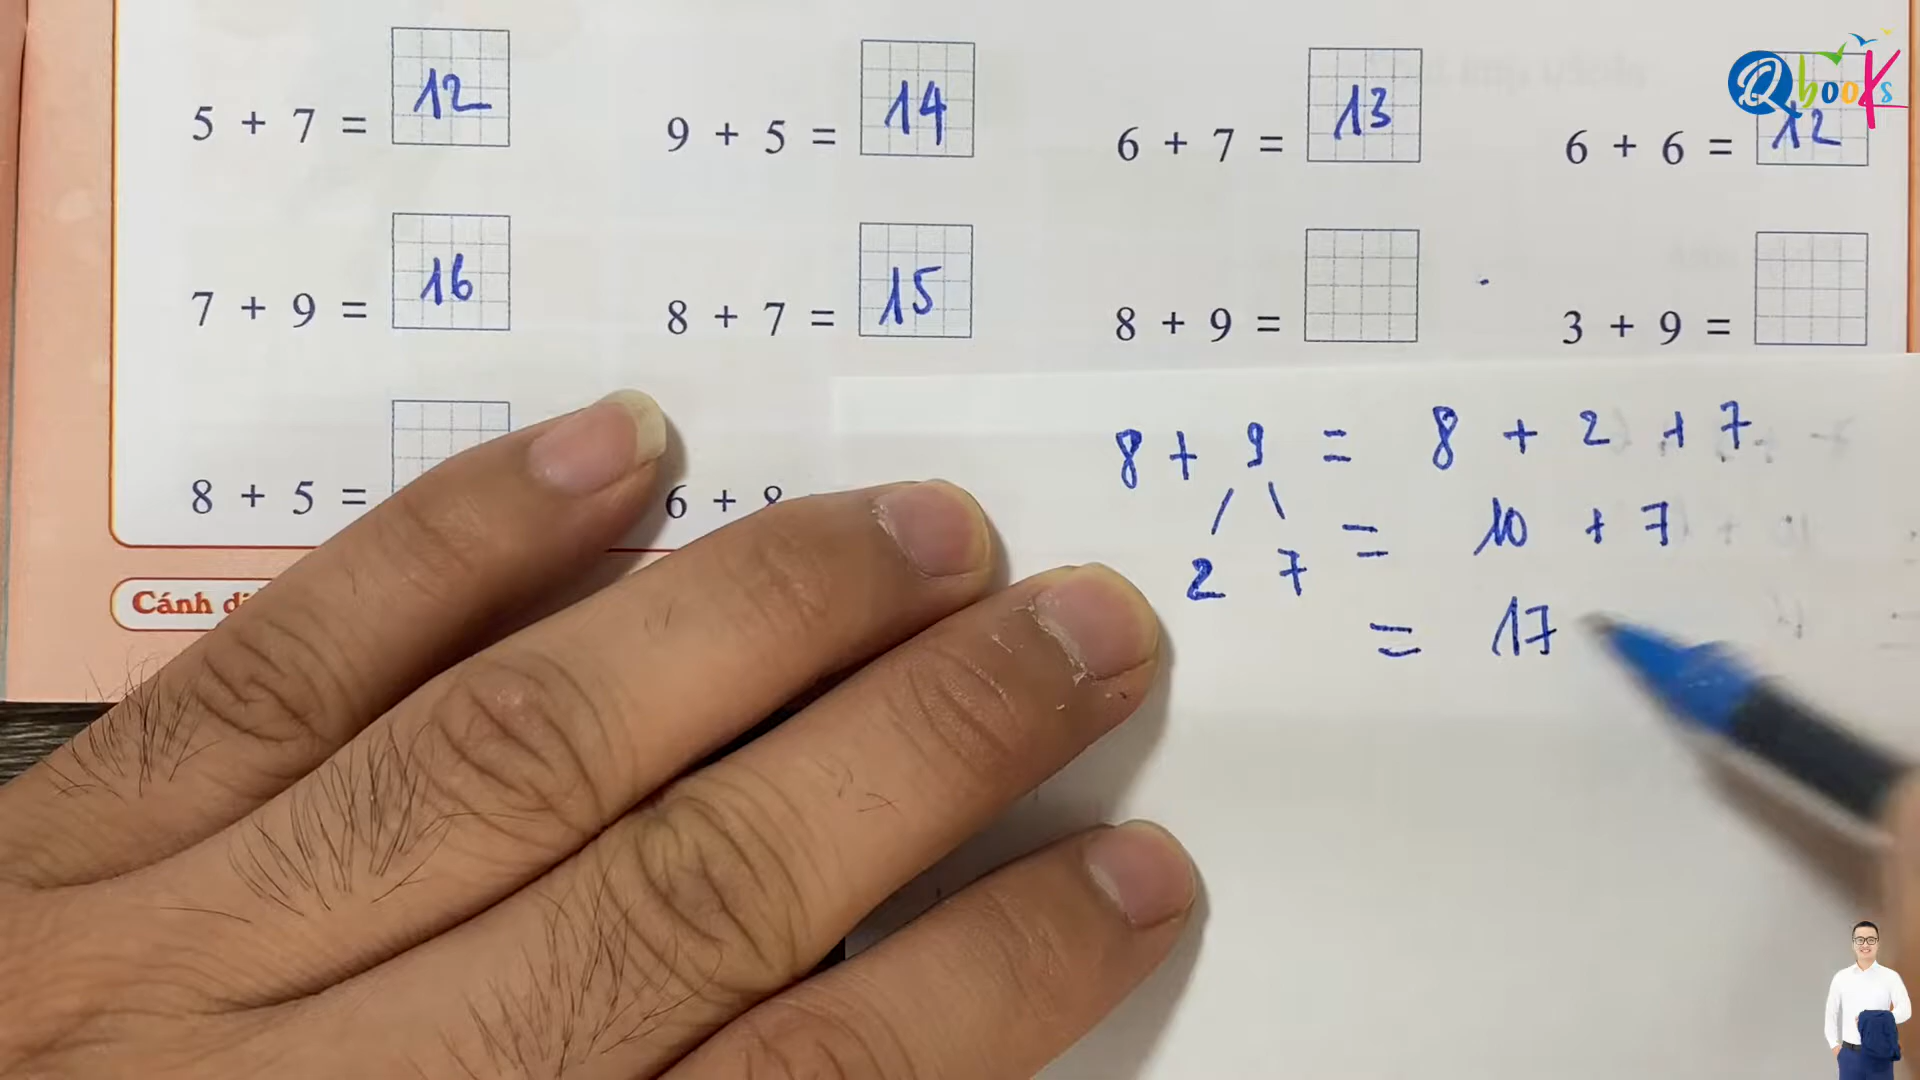 5 + 7 = 12 9 + 5 = 14 6 + 7 = 13 6 + 6 = 12
7 + 9 = 16 8 + 7 = 15 8 + 9 = 3 + 9 =
8 + 5 = 6 + 8
8 + 9 = 8 + 2 + 7
2 7 = 10 + 7
= 17
Cánh
Qbooks